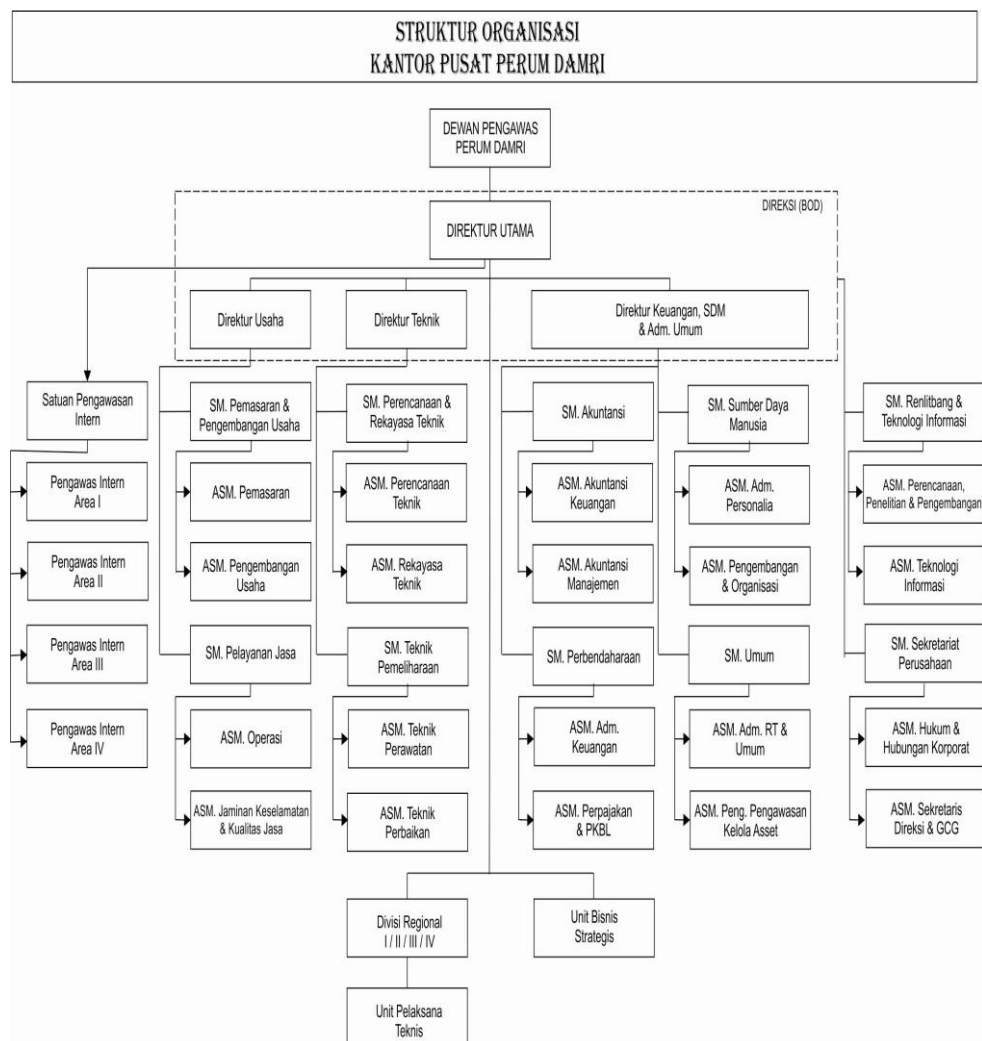 STRUKTUR ORGANISASI
KANTOR PUSAT PERUM DAMRI
DEWAN PENGAWAS
PERUM DAMRI
DIREKSI (BOD)
DIREKTUR UTAMA
Direktur Usaha
Direktur Teknik
Direktur Keuangan, SDM
& Adm. Umum
Satuan Pengawasan
Intern
SM. Pemasaran &
Pengembangan Usaha
SM. Perencanaan &
Rekayasa Teknik
SM. Akuntansi
SM. Sumber Daya
Manusia
SM. Renlitbang &
Teknologi Informasi
Pengawas Intern
Area I
ASM. Pemasaran
ASM. Perencanaan
Teknik
ASM. Akuntansi
Keuangan
ASM. Adm.
Personalia
ASM. Perencanaan,
Penelitian & Pengembangan
Pengawas Intern
Area II
ASM. Pengembangan
Usaha
ASM. Rekayasa
Teknik
ASM. Akuntansi
Manajemen
ASM. Pengembangan
& Organisasi
ASM. Teknologi
Informasi
Pengawas Intern
Area III
SM. Pelayanan Jasa
SM. Teknik
Pemeliharaan
SM. Perbendaharaan
SM. Umum
SM. Sekretariat
Perusahaan
Pengawas Intern
Area IV
ASM. Operasi
ASM. Teknik
Perawatan
ASM. Adm.
Keuangan
ASM. Adm. RT &
Umum
ASM. Hukum &
Hubungan Korporat
ASM. Jaminan Keselamatan
& Kualitas Jasa
ASM. Teknik
Perbaikan
ASM. Perpajakan
& PKBL
ASM. Peng. Pengawasan
Kelola Asset
ASM. Sekretaris
Direksi & GCG
Divisi Regional
I / II / III / IV
Unit Bisnis
Strategis
Unit Pelaksana
Teknis